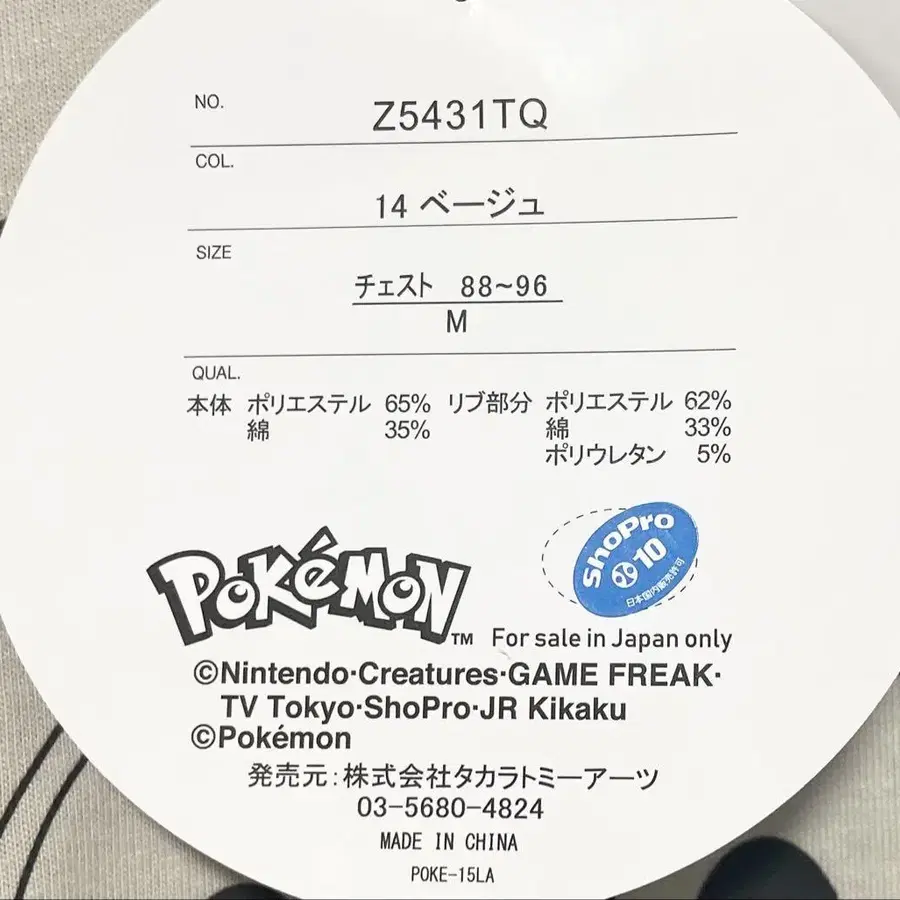 NO.
Z5431TQ
COL.
14 ベージュ
SIZE
チェスト 88~96
M
QUAL.
本体 ポリエステル 65% リブ部分 ポリエステル 62%
綿 35% 綿 33%
ポリウレタン 5%
ShoPro
10
日本国内販売許可
POKéMON TM
For sale in Japan only
©Nintendo·Creatures·GAME FREAK·
TV Tokyo·ShoPro·JR Kikaku
©Pokémon
発売元:株式会社タカラトミーアーツ
03-5680-4824
MADE IN CHINA
POKE-15LA